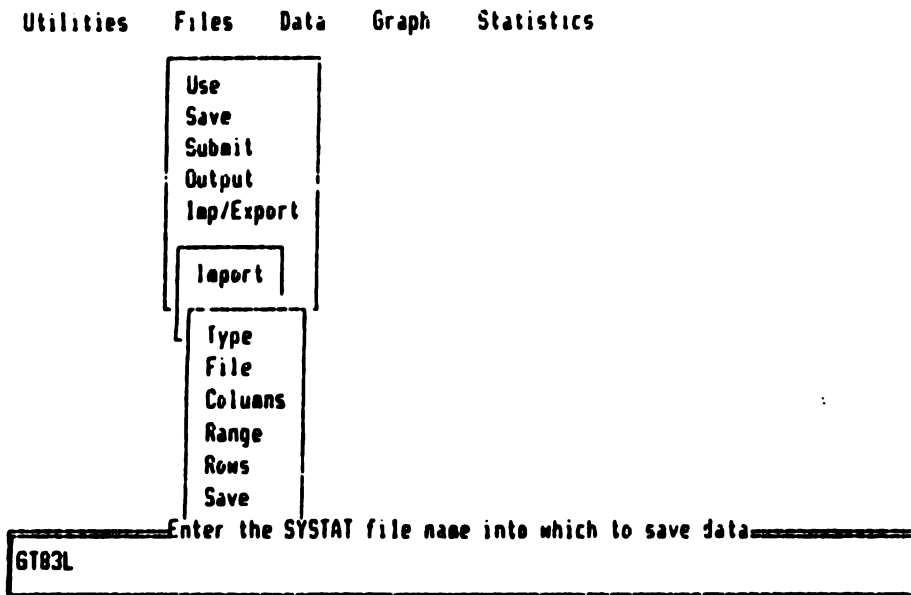 Utilities Files Data Graph Statistics
Use
Save
Submit
Output
Imp/Export
Import
Type
File
Columns
Range
Rows
Save
Enter the SYSTAT file name into which to save data
GT83L